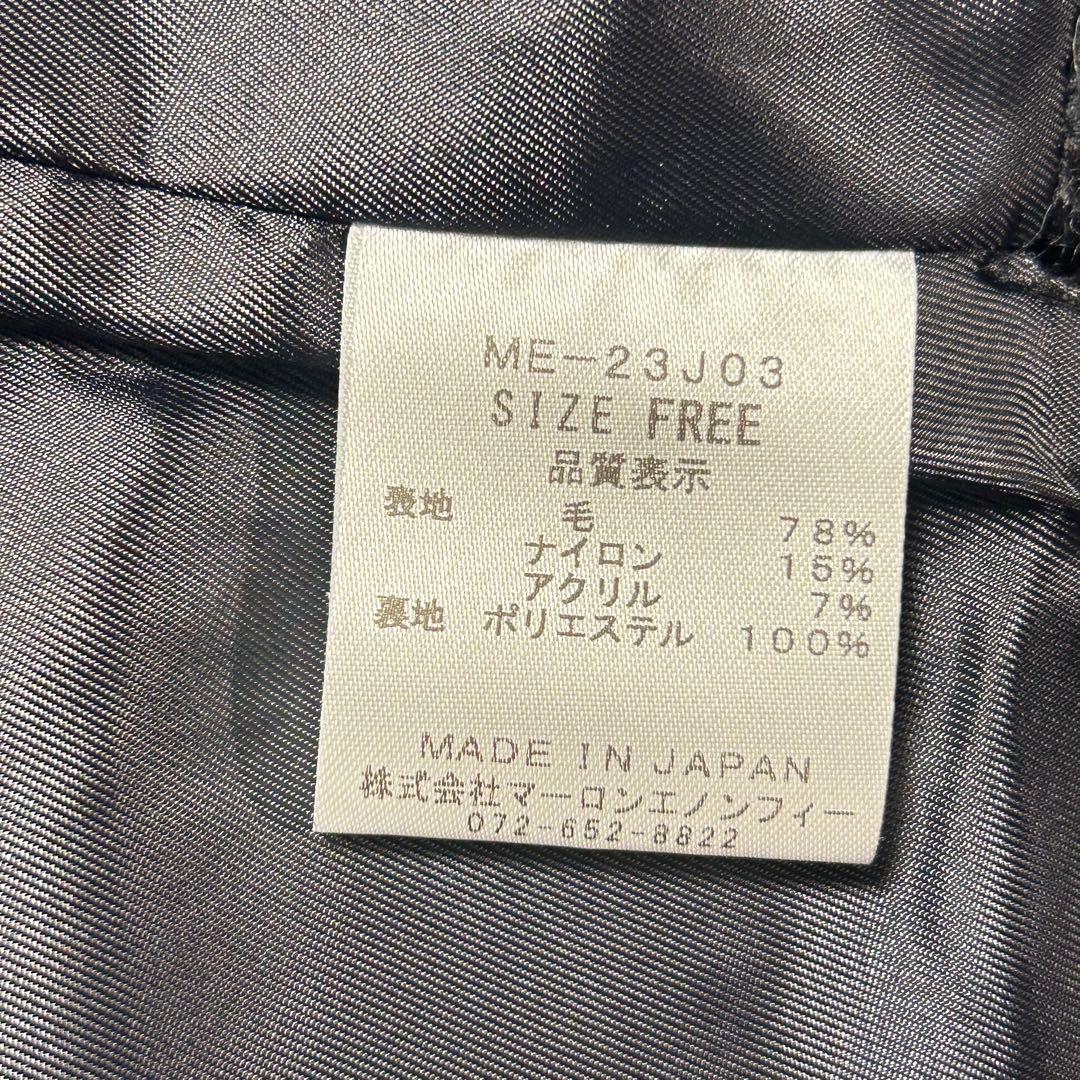 ME-23J03
SIZE FREE
品質表示
表地 毛 78%
ナイロン 15%
アクリル 7%
裏地 ポリエステル 100%
MADE IN JAPAN
株式会社マーロンエノンフィー
072-652-8822